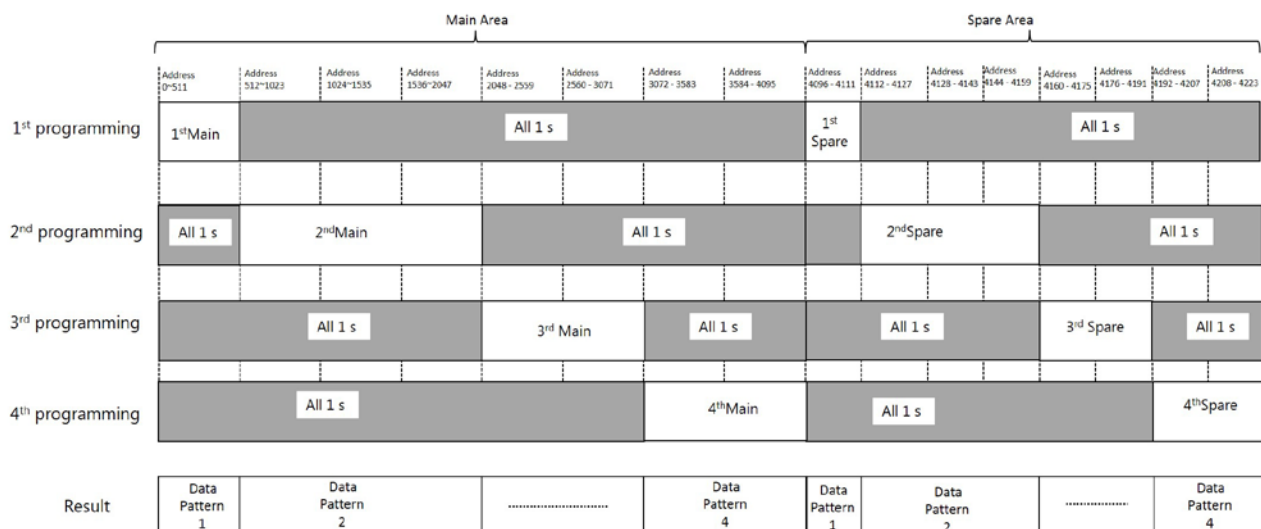 Main Area
Spare Area
Address 0~511
Address 512~1023
Address 1024~1535
Address 1536~2047
Address 2048 - 2559
Address 2560 - 3071
Address 3072 - 3583
Address 3584 - 4095
Address 4096 - 4111
Address 4112 - 4127
Address 4128 - 4143
Address 4144 - 4159
Address 4160 - 4175
Address 4176 - 4191
Address 4192 - 4207
Address 4208 - 4223
1st programming
1stMain
All 1 s
1st Spare
All 1 s
2nd programming
All 1 s
2ndMain
All 1 s
2ndSpare
All 1 s
3rd programming
All 1 s
3rd Main
All 1 s
All 1 s
3rd Spare
All 1 s
4th programming
All 1 s
4thMain
All 1 s
4thSpare
Result
Data Pattern 1
Data Pattern 2
....................
Data Pattern 4
Data Pattern 1
Data Pattern 2
.............
Data Pattern 4